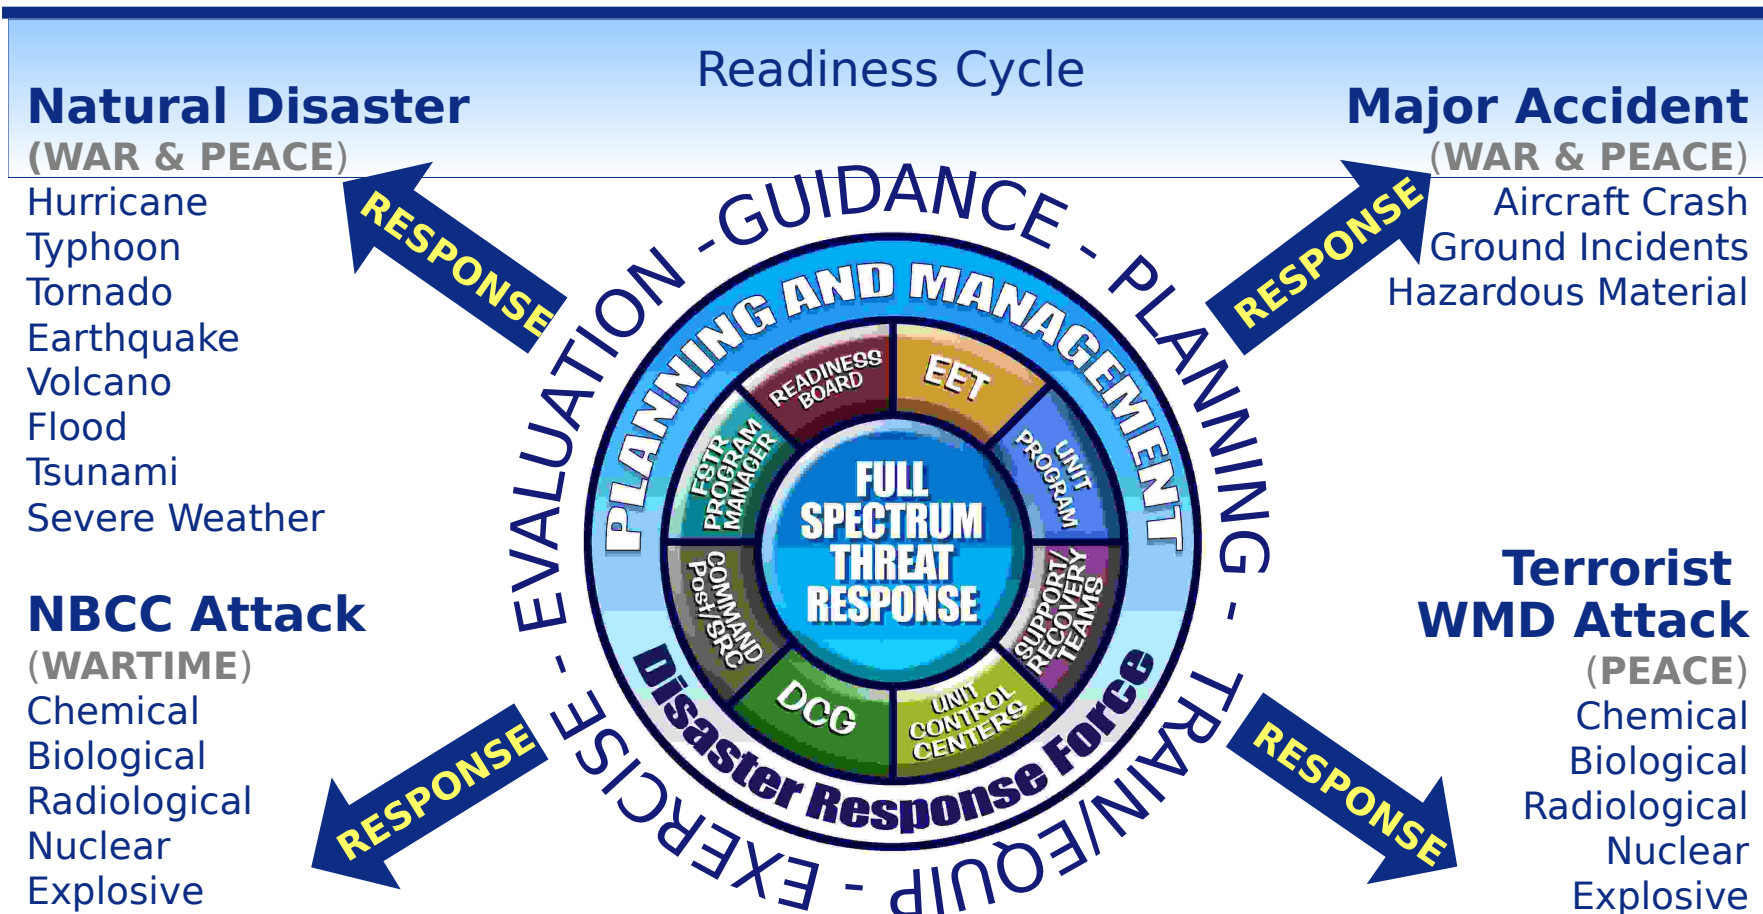 Readiness Cycle
Natural Disaster
(WAR & PEACE)
Hurricane
Typhoon
Tornado
Earthquake
Volcano
Flood
Tsunami
Severe Weather
Major Accident
(WAR & PEACE)
Aircraft Crash
Ground Incidents
Hazardous Material
RESPONSE
RESPONSE
GUIDANCE - PLANNING - TRAIN/EQUIP - EXERCISE - EVALUATION -
PLANNING AND MANAGEMENT
READINESS
BOARD
EET
UNIT
PROGRAM
SUPPORT/
RECOVERY
TEAMS
UNIT
CONTROL
CENTERS
DCG
COMMAND
Post/SRC
FSTR
PROGRAM
MANAGER
FULL
SPECTRUM
THREAT
RESPONSE
Disaster Response Force
NBCC Attack
(WARTIME)
Chemical
Biological
Radiological
Nuclear
Explosive
RESPONSE
RESPONSE
Terrorist
WMD Attack
(PEACE)
Chemical
Biological
Radiological
Nuclear
Explosive